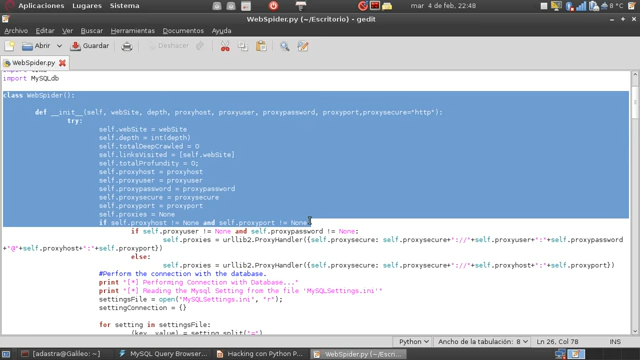 Aplicaciones Lugares Sistema mar 4 de feb, 22:48 8 °C
WebSpider.py (~/Escritorio) - gedit
Archivo Editar Ver Buscar Herramientas Documentos Ayuda
Abrir Guardar Deshacer
WebSpider.py
import MySQLdb
class WebSpider():
def __init__(self, webSite, depth, proxyhost, proxyuser, proxypassword, proxyport,proxysecure="http"):
try:
self.webSite = webSite
self.depth = int(depth)
self.totalDeepCrawled = 0
self.linksVisited = [self.webSite]
self.totalProfundity = 0;
self.proxyhost = proxyhost
self.proxyuser = proxyuser
self.proxypassword = proxypassword
self.proxysecure = proxysecure
self.proxyport = proxyport
self.proxies = None
if self.proxyhost != None and self.proxyport != None:
if self.proxyuser != None and self.proxypassword != None:
self.proxies = urllib2.ProxyHandler({self.proxysecure: self.proxysecure+"://"+self.proxyuser+":"+self.proxypassword
+"@"+self.proxyhost+':'+self.proxyport})
else:
self.proxies = urllib2.ProxyHandler({self.proxysecure: self.proxysecure+"://"+self.proxyhost+':'+self.proxyport})
#Perform the connection with the database.
print "[*] Performing Connection with DataBase..."
print "[*] Reading the Mysql Setting from the file 'MySQLSettings.ini'"
settingsFile = open("MySQLSettings.ini", "r");
settingConnection = {}
for setting in settingsFile:
(key, value) = setting.split("=")
Python Ancho de la tabulación: 8 Ln 26, Col 78 INS
[adastra@Galileo: ~] MySQL Query Browser... Hacking con Python P... WebSpider.py (~/Esc...